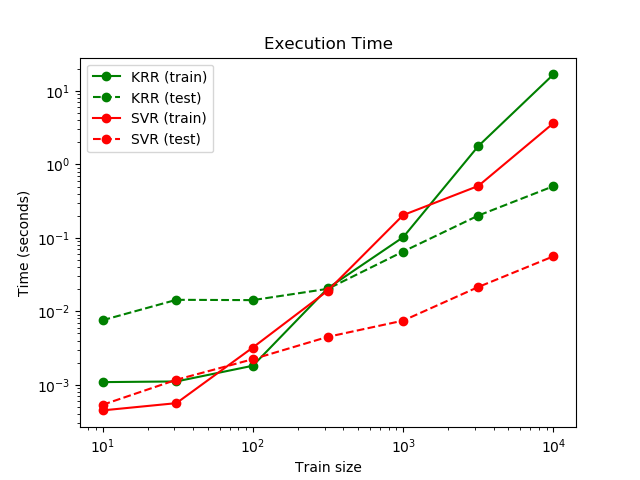 Execution Time
KRR (train)
KRR (test)
SVR (train)
SVR (test)
Time (seconds)
10¹
10⁰
10⁻¹
10⁻²
10⁻³
10¹ 10² 10³ 10⁴
Train size